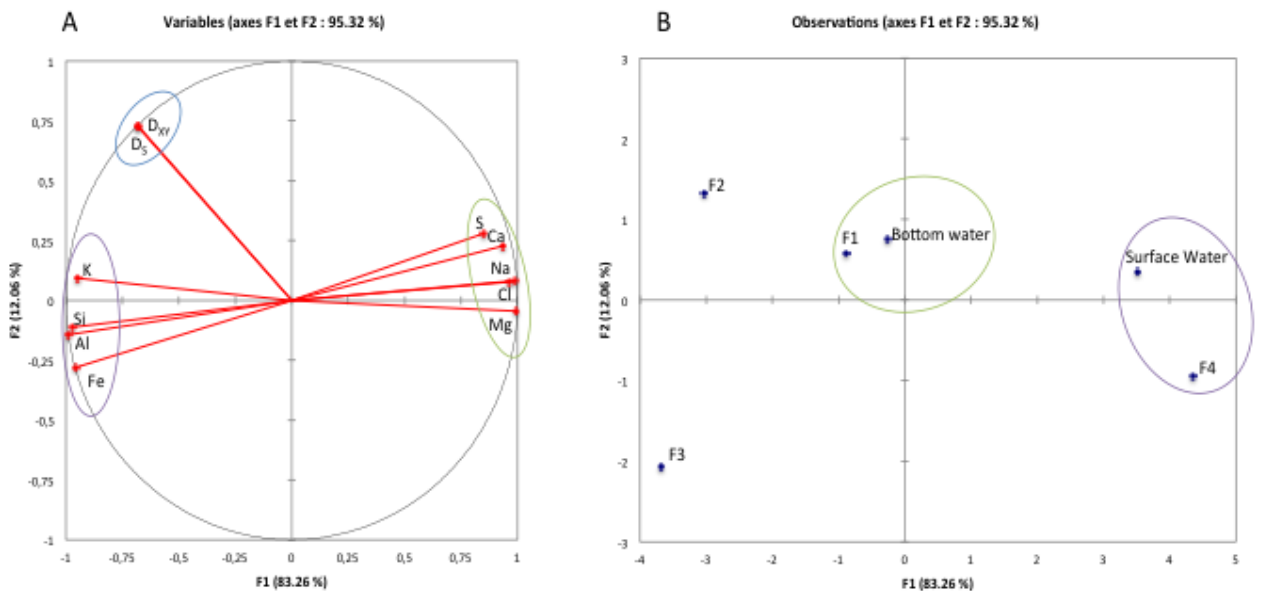 A
Variables (axes F1 et F2 : 95.32 %)
1
0,75
0,5
0,25
0
-0,25
-0,5
-0,75
-1
F2 (12.06 %)
D_XY
D_S
K
Si
Al
Fe
S
Ca
Na
Cl
Mg
-1 -0,75 -0,5 -0,25 0 0,25 0,5 0,75 1
F1 (83.26 %)
B
Observations (axes F1 et F2 : 95.32 %)
3
2
1
0
-1
-2
-3
F2 (12.06 %)
F2
F1
Bottom water
Surface Water
F4
F3
-4 -3 -2 -1 0 1 2 3 4 5
F1 (83.26 %)